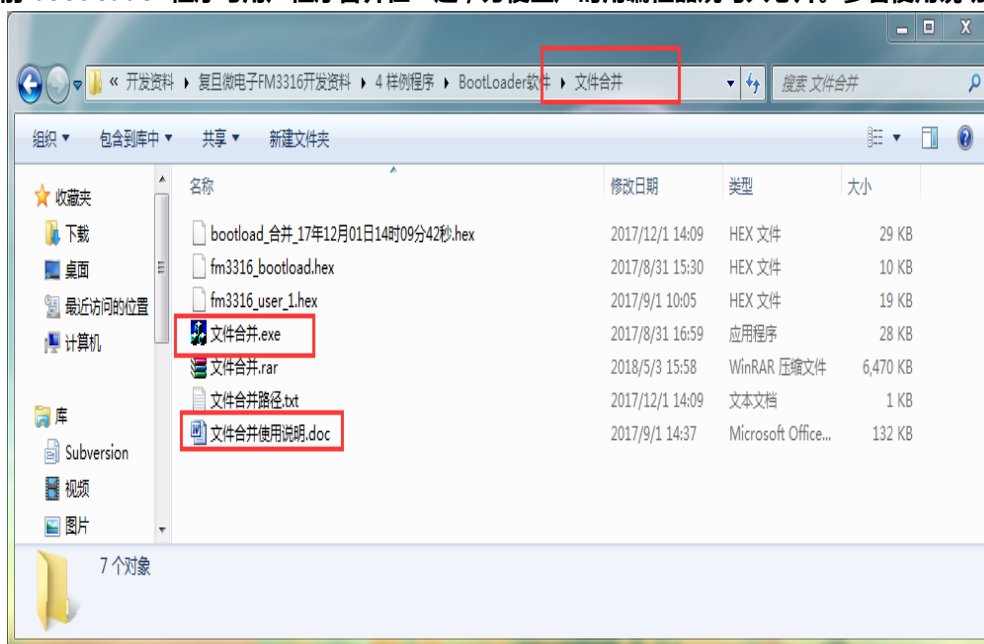 « 开发资料 ▸ 复旦微电子FM3316开发资料 ▸ 4 样例程序 ▸ BootLoader软件 ▸ 文件合并
搜索 文件合并
组织 包含到库中 共享 新建文件夹
名称 修改日期 类型 大小
收藏夹
下载
桌面
最近访问的位置
计算机
库
Subversion
视频
图片
bootload_合并_17年12月01日14时09分42秒.hex 2017/12/1 14:09 HEX 文件 29 KB
fm3316_bootload.hex 2017/8/31 15:30 HEX 文件 10 KB
fm3316_user_1.hex 2017/9/1 10:05 HEX 文件 19 KB
文件合并.exe 2017/8/31 16:59 应用程序 28 KB
文件合并.rar 2018/5/3 15:58 WinRAR 压缩文件 6,470 KB
文件合并路径.txt 2017/12/1 14:09 文本文档 1 KB
文件合并使用说明.doc 2017/9/1 14:37 Microsoft Office... 132 KB
7 个对象